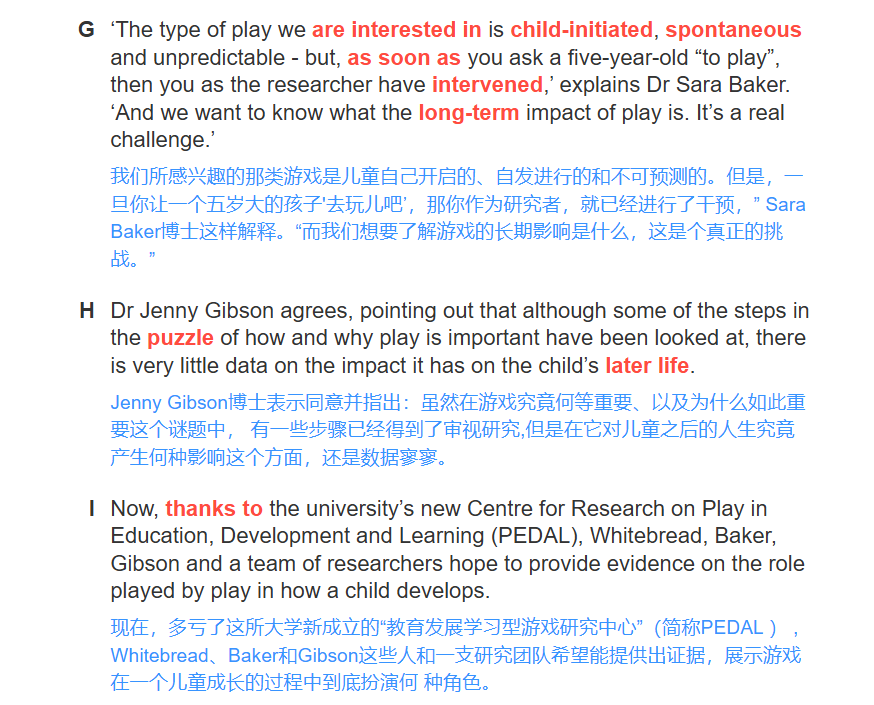 G ‘The type of play we are interested in is child-initiated, spontaneous
and unpredictable - but, as soon as you ask a five-year-old “to play”,
then you as the researcher have intervened,’ explains Dr Sara Baker.
‘And we want to know what the long-term impact of play is. It’s a real
challenge.’
我们所感兴趣的那类游戏是儿童自己开启的、自发进行的和不可预测的。但是，一
旦你让一个五岁大的孩子'去玩儿吧’，那你作为研究者，就已经进行了干预，” Sara
Baker博士这样解释。“而我们想要了解游戏的长期影响是什么，这是个真正的挑
战。”
H Dr Jenny Gibson agrees, pointing out that although some of the steps in
the puzzle of how and why play is important have been looked at, there
is very little data on the impact it has on the child’s later life.
Jenny Gibson博士表示同意并指出：虽然在游戏究竟何等重要、以及为什么如此重
要这个谜题中， 有一些步骤已经得到了审视研究,但是在它对儿童之后的人生究竟
产生何种影响这个方面，还是数据寥寥。
I Now, thanks to the university’s new Centre for Research on Play in
Education, Development and Learning (PEDAL), Whitebread, Baker,
Gibson and a team of researchers hope to provide evidence on the role
played by play in how a child develops.
现在，多亏了这所大学新成立的“教育发展学习型游戏研究中心”（简称PEDAL ），
Whitebread、Baker和Gibson这些人和一支研究团队希望能提供出证据，展示游戏
在一个儿童成长的过程中到底扮演何 种角色。